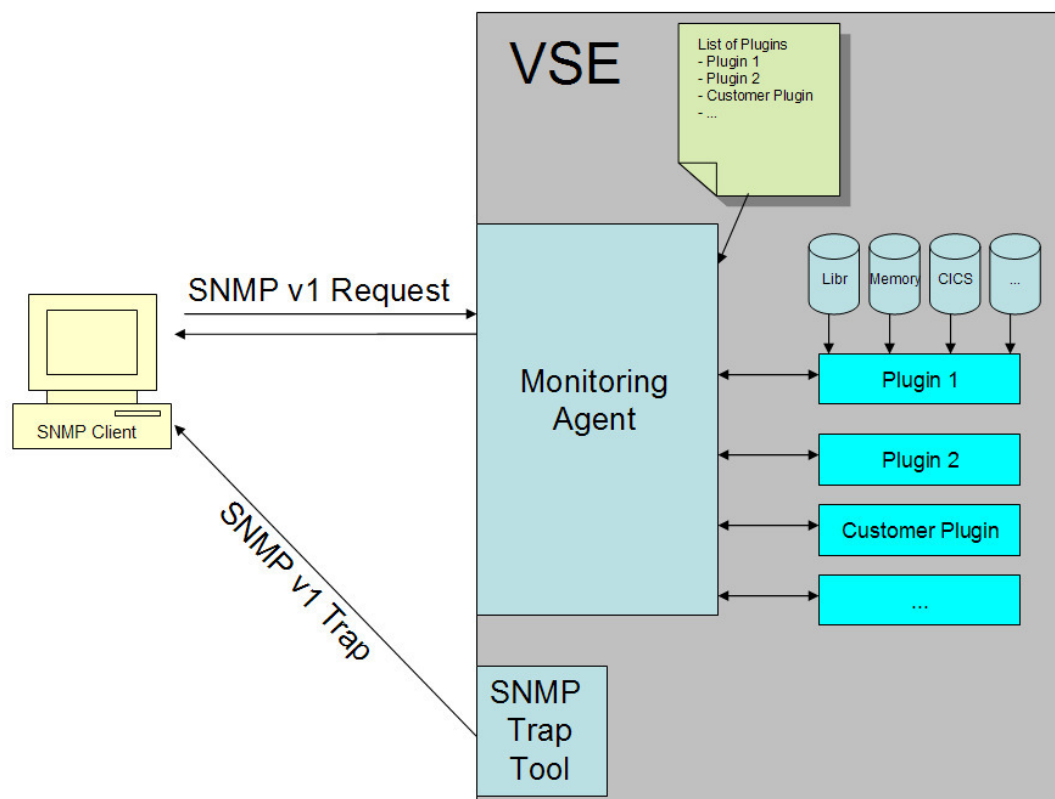 VSE
List of Plugins
- Plugin 1
- Plugin 2
- Customer Plugin
- ...
SNMP v1 Request
Libr
Memory
CICS
...
Monitoring
Agent
Plugin 1
Plugin 2
Customer Plugin
...
SNMP Client
SNMP v1 Trap
SNMP
Trap
Tool